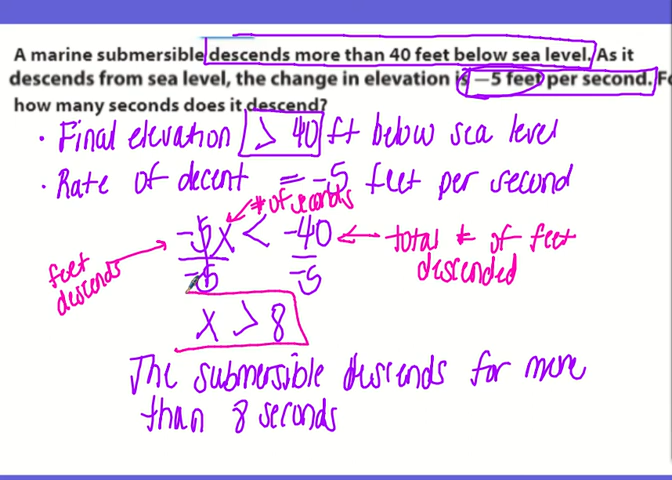 A marine submersible descends more than 40 feet below sea level. As it
descends from sea level, the change in elevation is −5 feet per second. Fo
how many seconds does it descend?
· Final elevation > 40 ft below sea level
· Rate of decent = -5 feet per second
# of seconds
-5x < -40 ← total # of feet
descended
feet
descends
-5 -5
x > 8
The submersible descends for more
than 8 seconds